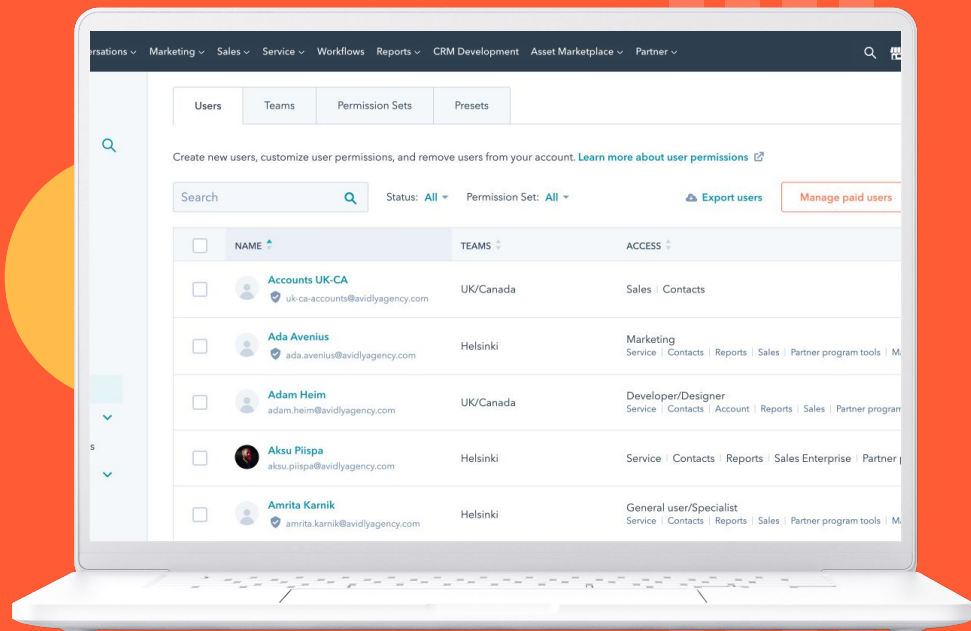 Marketing Sales Service Workflows Reports CRM Development Asset Marketplace Partner
Users Teams Permission Sets Presets
Create new users, customize user permissions, and remove users from your account. Learn more about user permissions
Search Status: All Permission Set: All Export users Manage paid users
NAME TEAMS ACCESS
Accounts UK-CA
uk-ca-accounts@avidlyagency.com
UK/Canada
Sales | Contacts
Ada Avenius
ada.avenius@avidlyagency.com
Helsinki
Marketing
Service | Contacts | Reports | Sales | Partner program tools |
Adam Heim
adam.heim@avidlyagency.com
UK/Canada
Developer/Designer
Service | Contacts | Account | Reports | Sales | Partner program
Aksu Piispa
aksu.piispa@avidlyagency.com
Helsinki
Service | Contacts | Reports | Sales Enterprise | Partner
Amrita Karnik
amrita.karnik@avidlyagency.com
Helsinki
General user/Specialist
Service | Contacts | Reports | Sales | Partner program tools |